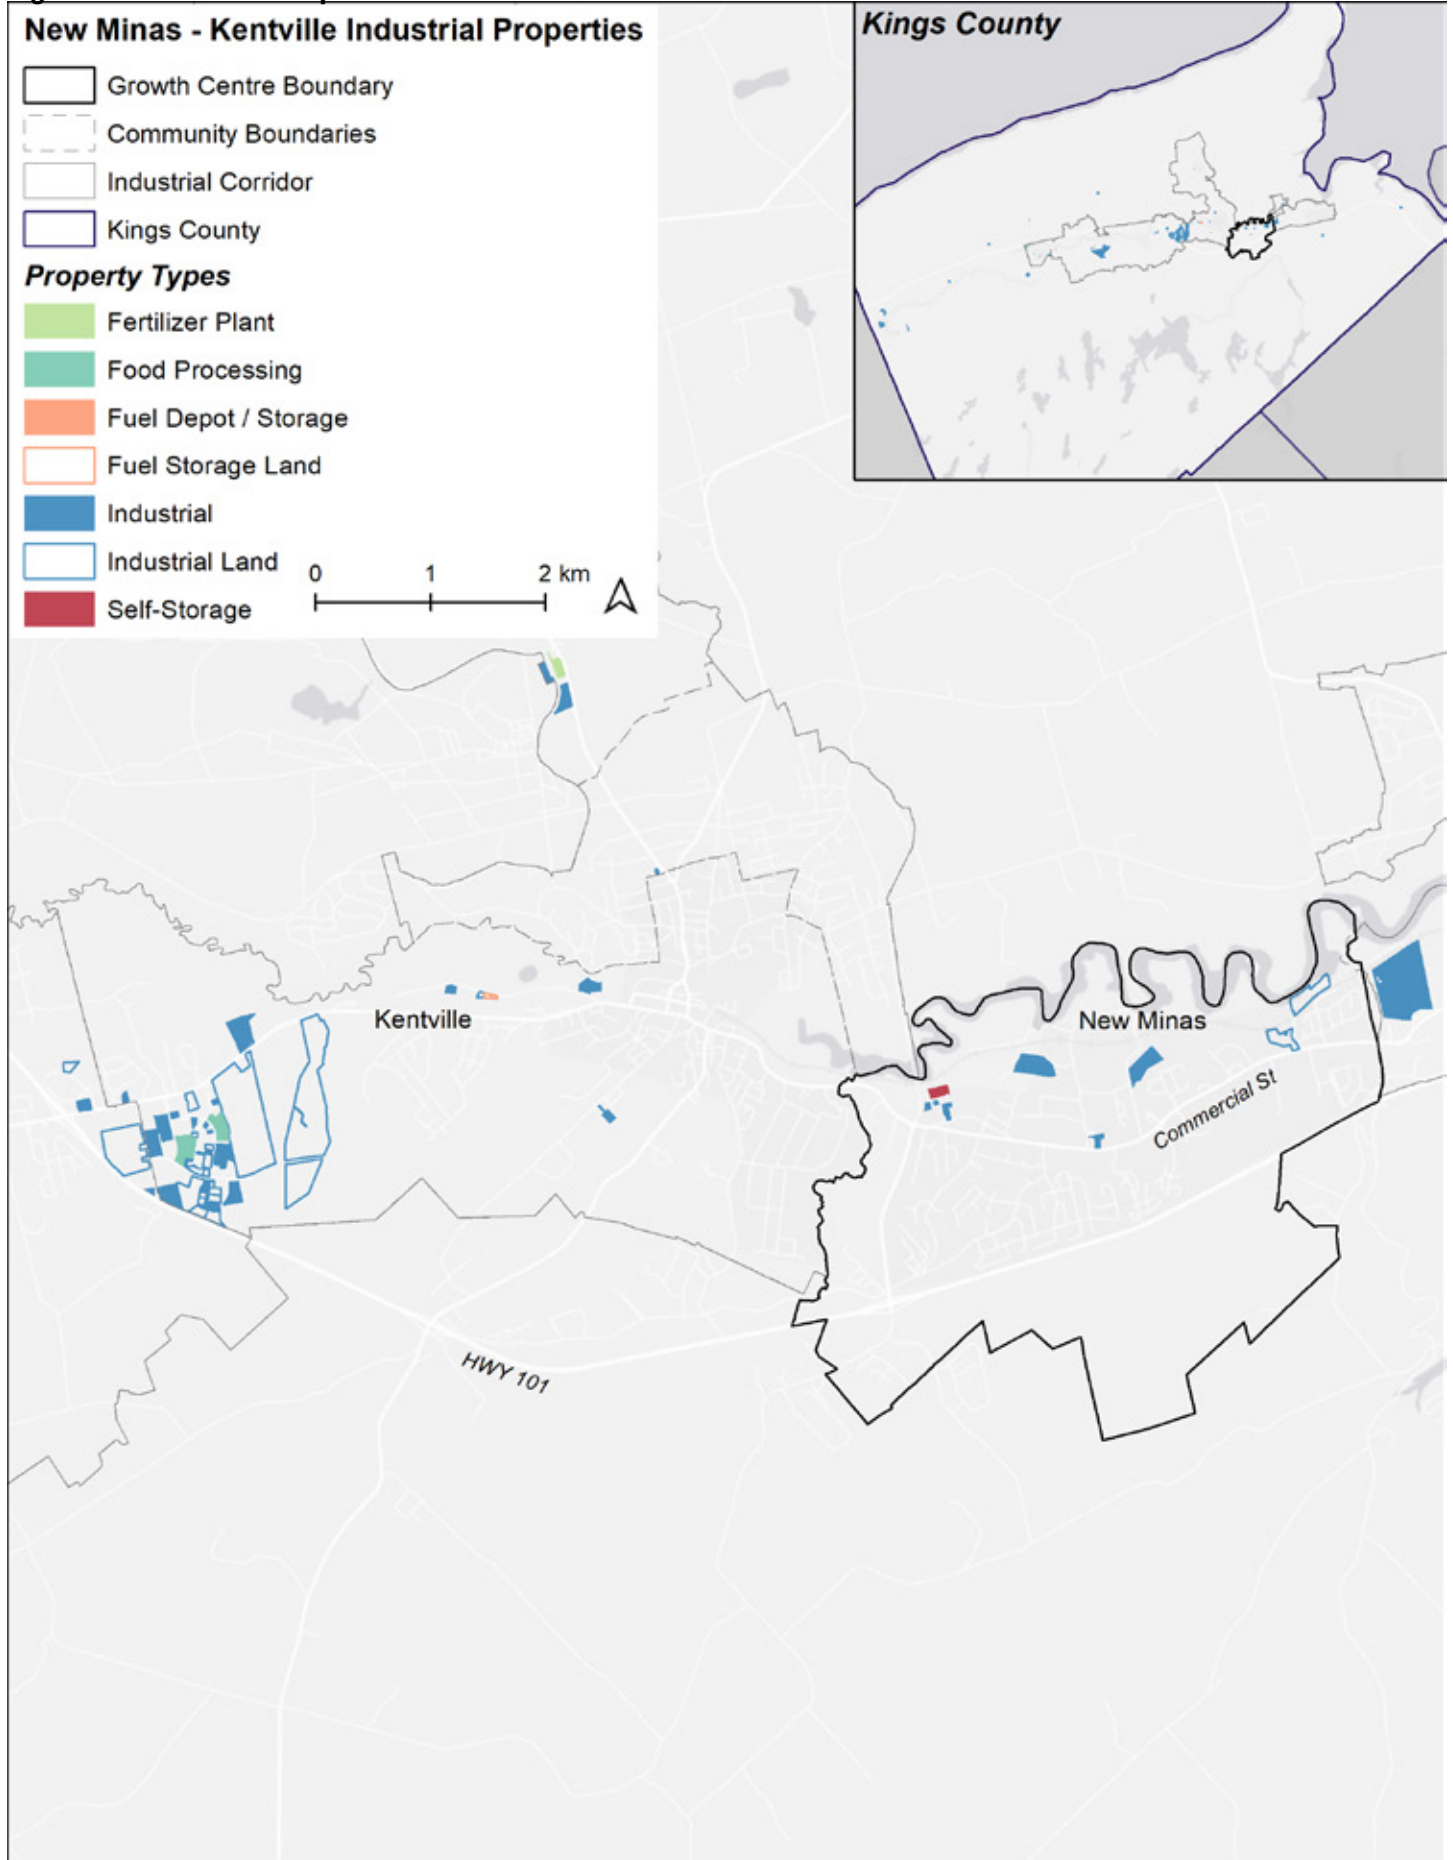 New Minas - Kentville Industrial Properties
Growth Centre Boundary
Community Boundaries
Industrial Corridor
Kings County
Property Types
Fertilizer Plant
Food Processing
Fuel Depot / Storage
Fuel Storage Land
Industrial
Industrial Land
Self-Storage
0 1 2 km
Kings County
Kentville
New Minas
Commercial St
HWY 101